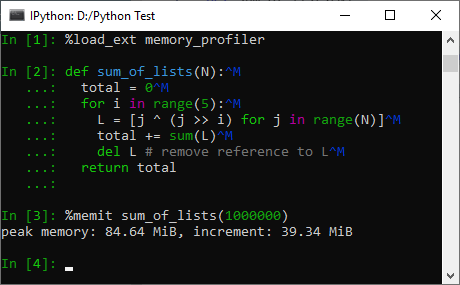 IPython: D:/Python Test
In [1]: %load_ext memory_profiler
In [2]: def sum_of_lists(N):^M
   ...:   total = 0^M
   ...:   for i in range(5):^M
   ...:     L = [j ^ (j >> i) for j in range(N)]^M
   ...:     total += sum(L)^M
   ...:     del L # remove reference to L^M
   ...:   return total
   ...:
In [3]: %memit sum_of_lists(1000000)
peak memory: 84.64 MiB, increment: 39.34 MiB
In [4]: